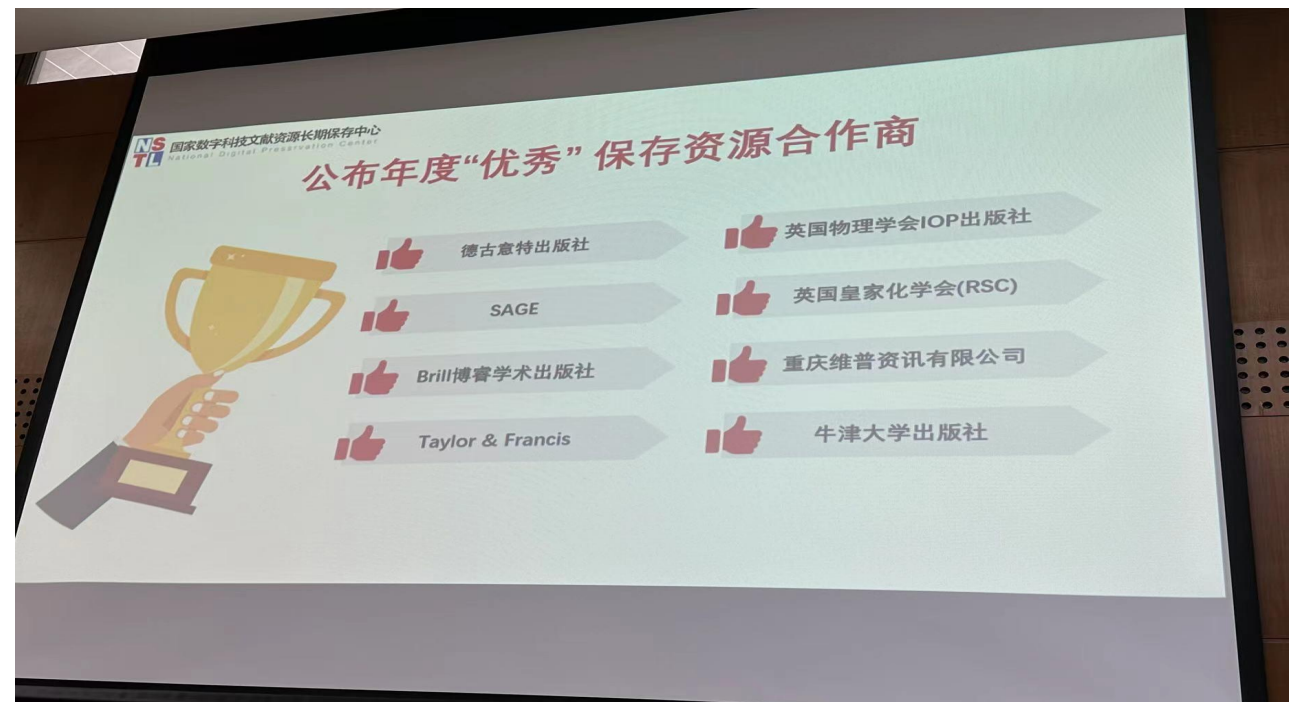 NS
TL
国家数字科技文献资源长期保存中心
National Digital Preservation Center
公布年度“优秀” 保存资源合作商
德古意特出版社
SAGE
Brill博睿学术出版社
Taylor & Francis
英国物理学会IOP出版社
英国皇家化学会(RSC)
重庆维普资讯有限公司
牛津大学出版社